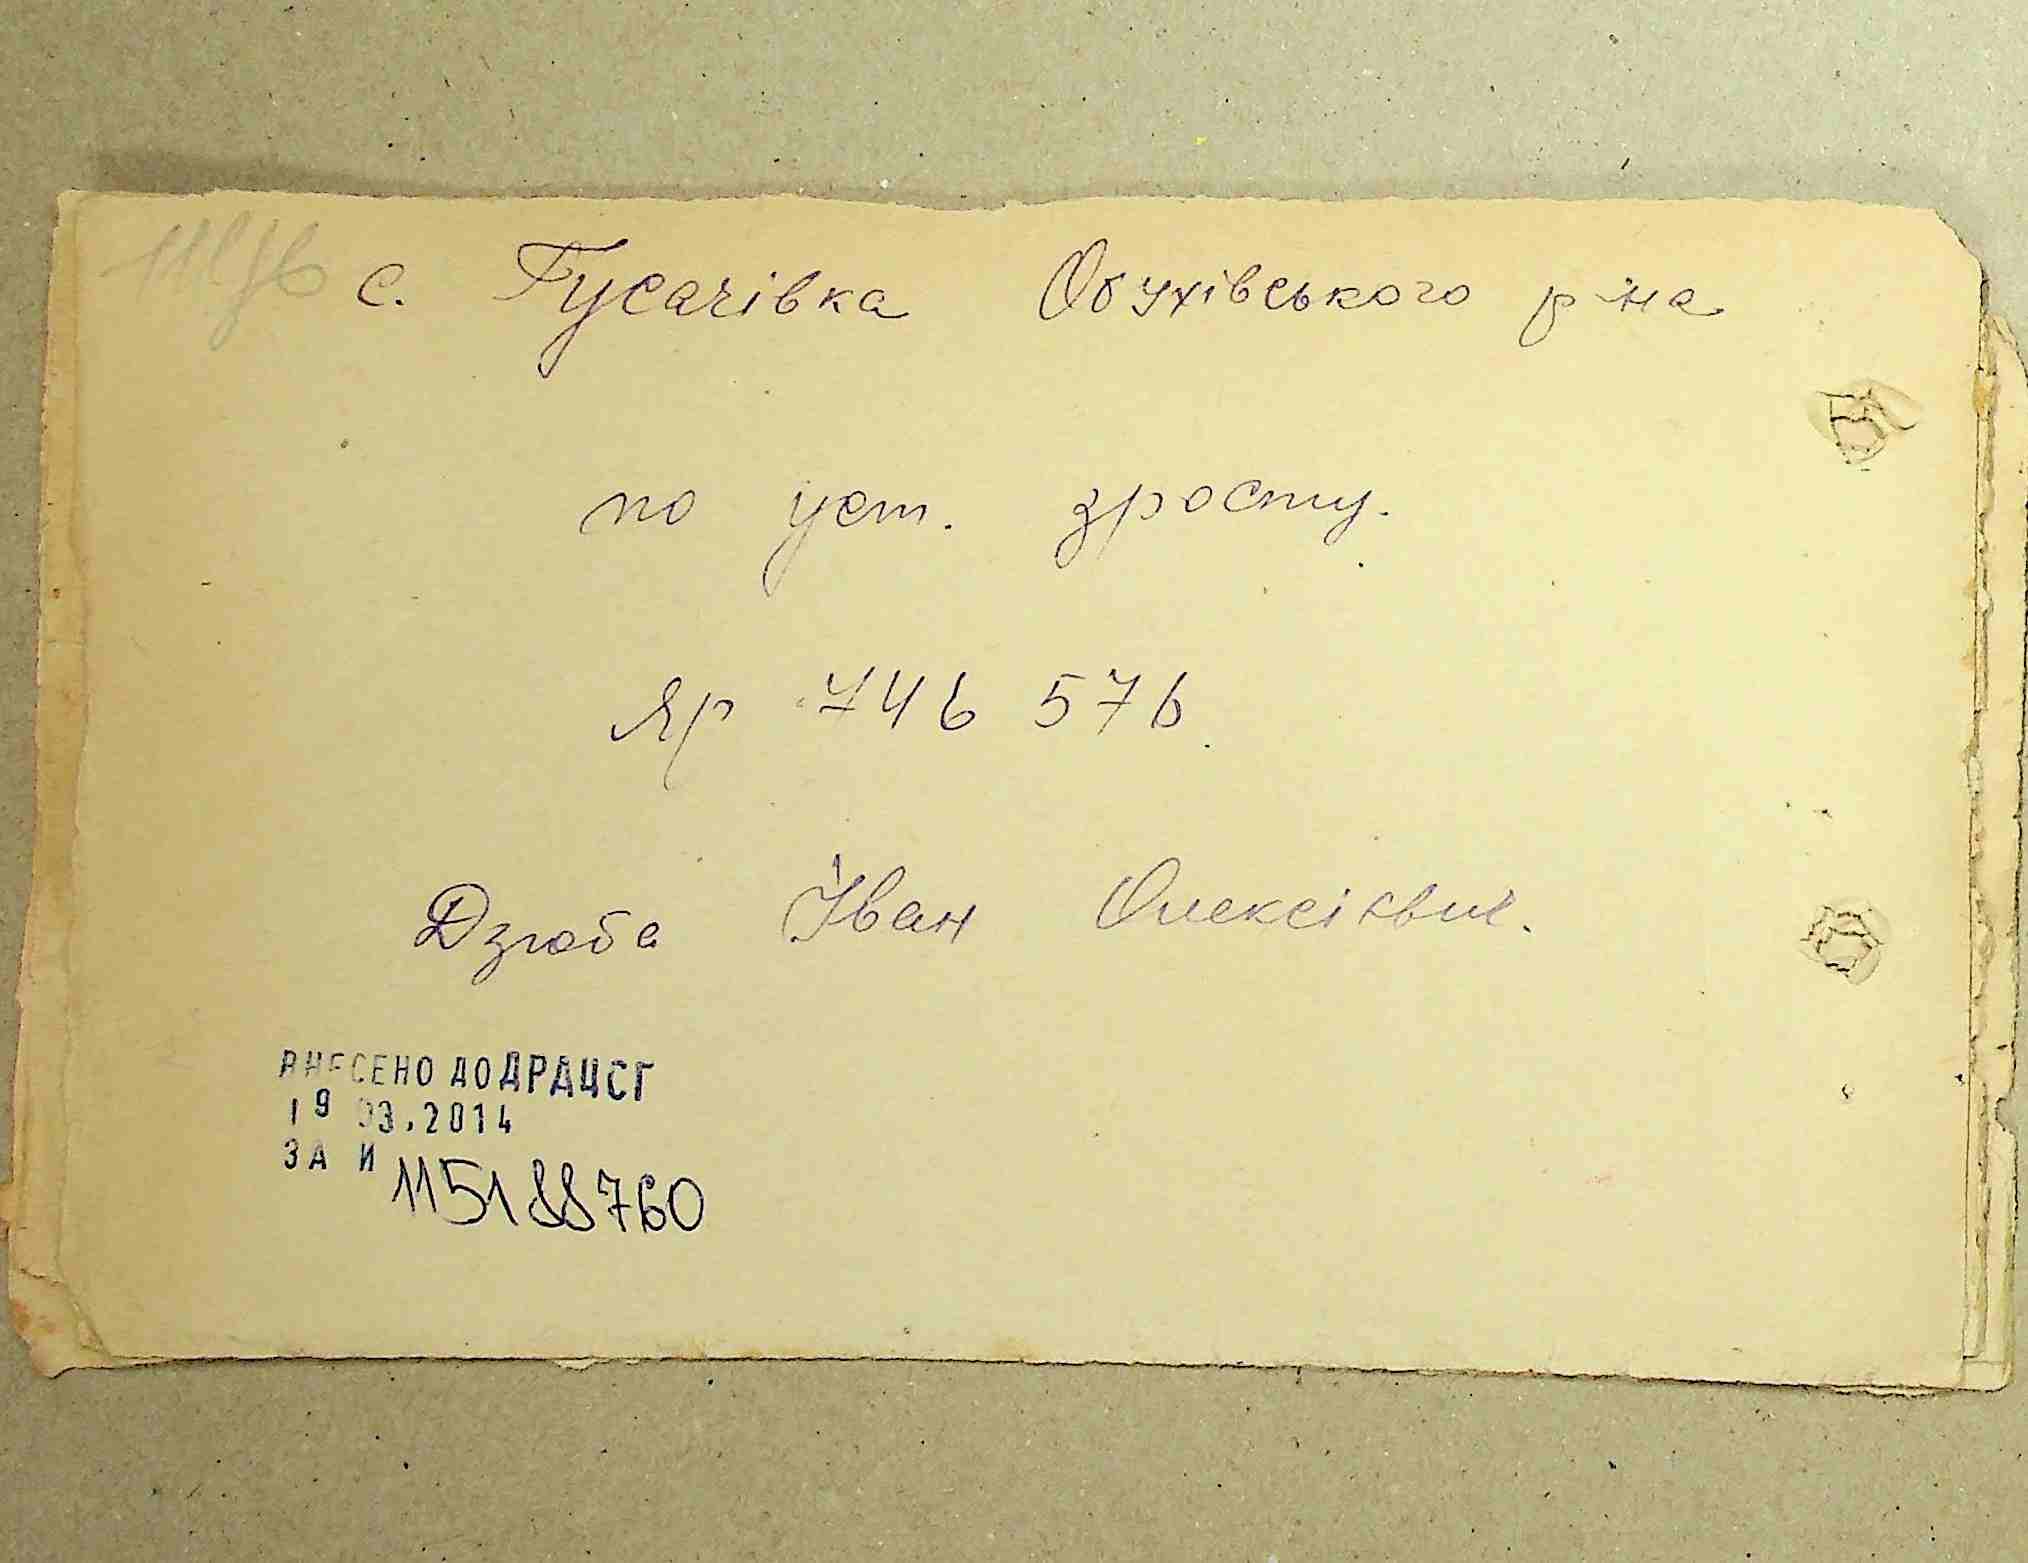 с. Гусачівка Обухівського р-на
по уст. зросту.
яр 746 576
Дзюба Іван Олексієвич.
ВНЕСЕНО ДО ДРАЦСГ
19 03.2014
ЗА И 115188760